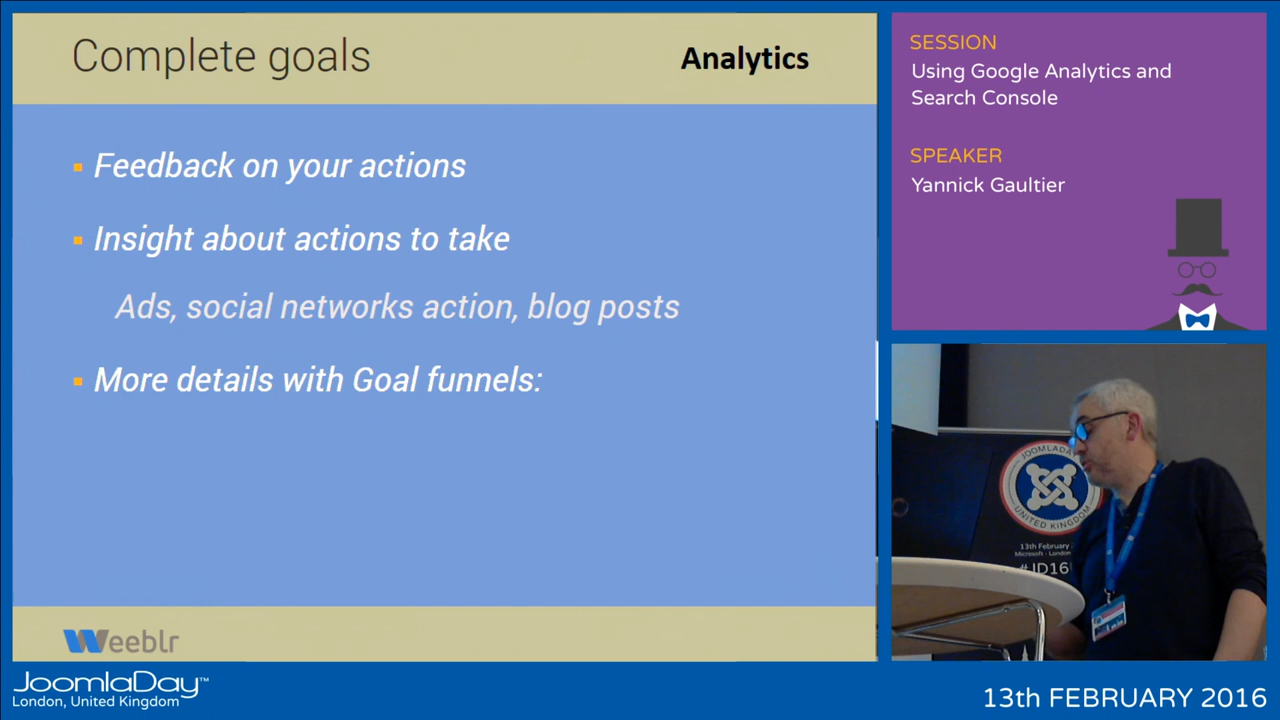 Complete goals
Analytics
Feedback on your actions
Insight about actions to take
Ads, social networks action, blog posts
More details with Goal funnels:
Weeblr
SESSION
Using Google Analytics and
Search Console
SPEAKER
Yannick Gaultier
JOOMLADAY
UNITED KINGDOM
13th February
Microsoft - London
#JD16
JoomlaDay™
London, United Kingdom
13th FEBRUARY 2016